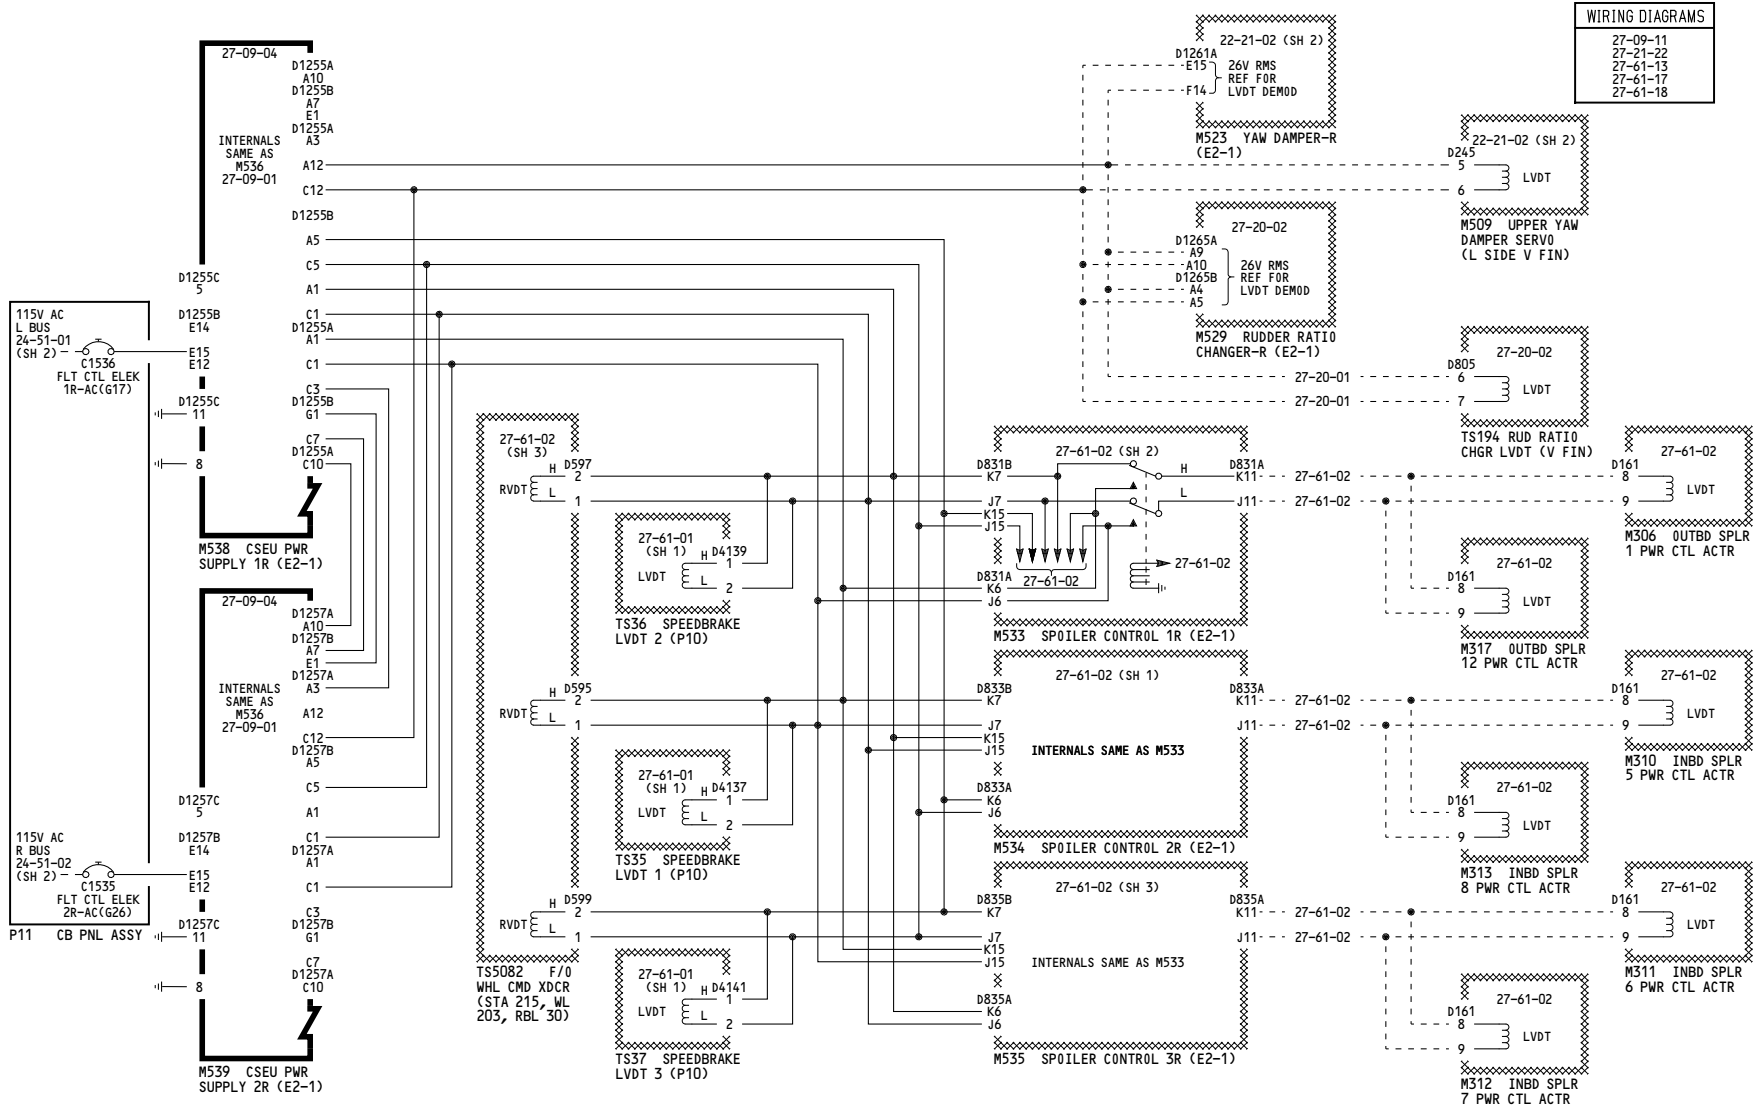 WIRING DIAGRAMS
27-09-11
27-21-22
27-61-13
27-61-17
27-61-18
27-09-04
D1255A
A10
D1255B
A7
E1
D1255A
A3
INTERNALS
SAME AS
M536
27-09-01
A12
C12
D1255B
A5
C5
A1
C1
D1255A
A1
C1
C3
D1255B
G1
C7
D1255A
C10
D1255C
5
D1255B
E14
E15
E12
D1255C
11
8
M538 CSEU PWR
SUPPLY 1R (E2-1)
115V AC
L BUS
24-51-01
(SH 2)
C1536
FLT CTL ELEK
1R-AC(G17)
115V AC
R BUS
24-51-02
(SH 2)
C1535
FLT CTL ELEK
2R-AC(G26)
P11 CB PNL ASSY
27-09-04
D1257A
A10
D1257B
A7
E1
D1257A
A3
INTERNALS
SAME AS
M536
27-09-01
A12
C12
D1257B
A5
C5
A1
C1
D1257A
A1
C1
C3
D1257B
G1
C7
D1257A
C10
D1257C
5
D1257B
E14
E15
E12
D1257C
11
8
M539 CSEU PWR
SUPPLY 2R (E2-1)
27-61-02
(SH 3)
RVDT
H
L
D597
2
1
RVDT
H
L
D595
2
1
RVDT
H
L
D599
2
1
TS5082 F/O
WHL CMD XDCR
(STA 215, WL
203, RBL 30)
27-61-01
(SH 1)
H D4139
1
LVDT
L
2
TS36 SPEEDBRAKE
LVDT 2 (P10)
27-61-01
(SH 1)
H D4137
1
LVDT
L
2
TS35 SPEEDBRAKE
LVDT 1 (P10)
27-61-01
(SH 1)
H D4141
1
LVDT
L
2
TS37 SPEEDBRAKE
LVDT 3 (P10)
22-21-02 (SH 2)
D1261A
E15
F14
26V RMS
REF FOR
LVDT DEMOD
M523 YAW DAMPER-R
(E2-1)
27-20-02
D1265A
A9
A10
D1265B
A4
A5
26V RMS
REF FOR
LVDT DEMOD
M529 RUDDER RATIO
CHANGER-R (E2-1)
22-21-02 (SH 2)
D245
5
6
LVDT
M509 UPPER YAW
DAMPER SERVO
(L SIDE V FIN)
27-20-01
27-20-01
27-20-02
D805
6
7
LVDT
TS194 RUD RATIO
CHGR LVDT (V FIN)
27-61-02 (SH 2)
D831B
K7
J7
K15
J15
D831A
K6
J6
H
L
27-61-02
27-61-02
D831A
K11
J11
M533 SPOILER CONTROL 1R (E2-1)
27-61-02
27-61-02
27-61-02
D161
8
9
LVDT
M306 OUTBD SPLR
1 PWR CTL ACTR
27-61-02
D161
8
9
LVDT
M317 OUTBD SPLR
12 PWR CTL ACTR
27-61-02 (SH 1)
D833B
K7
J7
K15
J15
D833A
K6
J6
INTERNALS SAME AS M533
D833A
K11
J11
M534 SPOILER CONTROL 2R (E2-1)
27-61-02
27-61-02
27-61-02
D161
8
9
LVDT
M310 INBD SPLR
5 PWR CTL ACTR
27-61-02
D161
8
9
LVDT
M313 INBD SPLR
8 PWR CTL ACTR
27-61-02 (SH 3)
D835B
K7
J7
K15
J15
D835A
K6
J6
INTERNALS SAME AS M533
D835A
K11
J11
M535 SPOILER CONTROL 3R (E2-1)
27-61-02
27-61-02
27-61-02
D161
8
9
LVDT
M311 INBD SPLR
6 PWR CTL ACTR
27-61-02
D161
8
9
LVDT
M312 INBD SPLR
7 PWR CTL ACTR